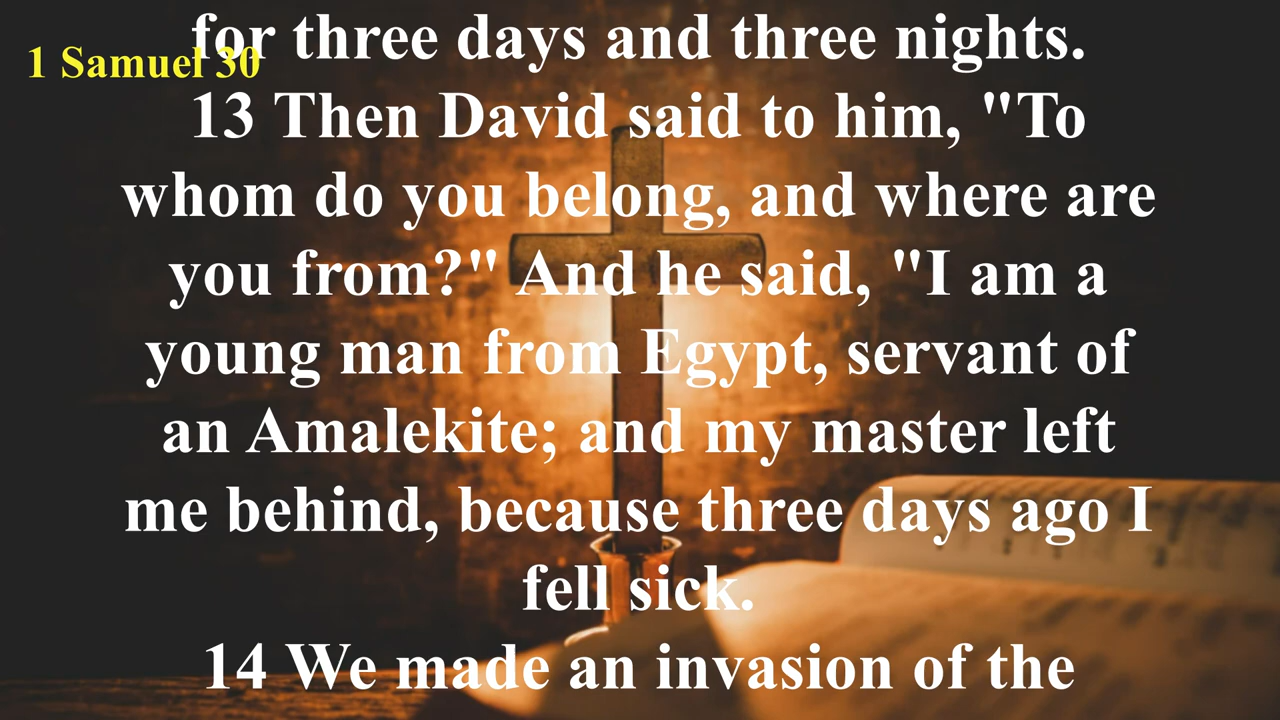 1 Samuel 30
for three days and three nights.
13 Then David said to him, "To
whom do you belong, and where are
you from?" And he said, "I am a
young man from Egypt, servant of
an Amalekite; and my master left
me behind, because three days ago I
fell sick.
14 We made an invasion of the